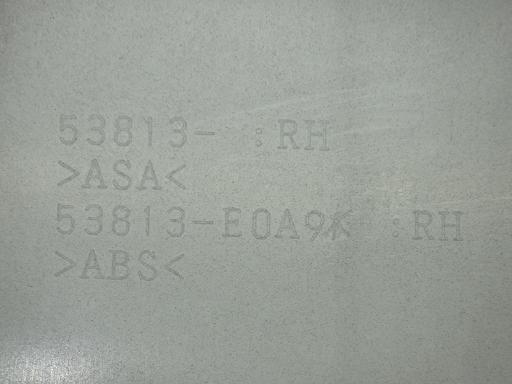 53813- :RH
>ASA<
53813-E0A9K :RH
>ABS<